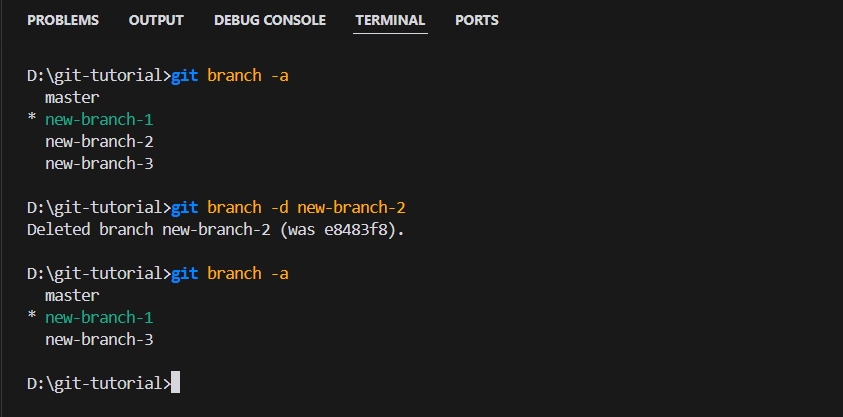 PROBLEMS OUTPUT DEBUG CONSOLE TERMINAL PORTS
D:\git-tutorial>git branch -a
  master
* new-branch-1
  new-branch-2
  new-branch-3
D:\git-tutorial>git branch -d new-branch-2
Deleted branch new-branch-2 (was e8483f8).
D:\git-tutorial>git branch -a
  master
* new-branch-1
  new-branch-3
D:\git-tutorial>